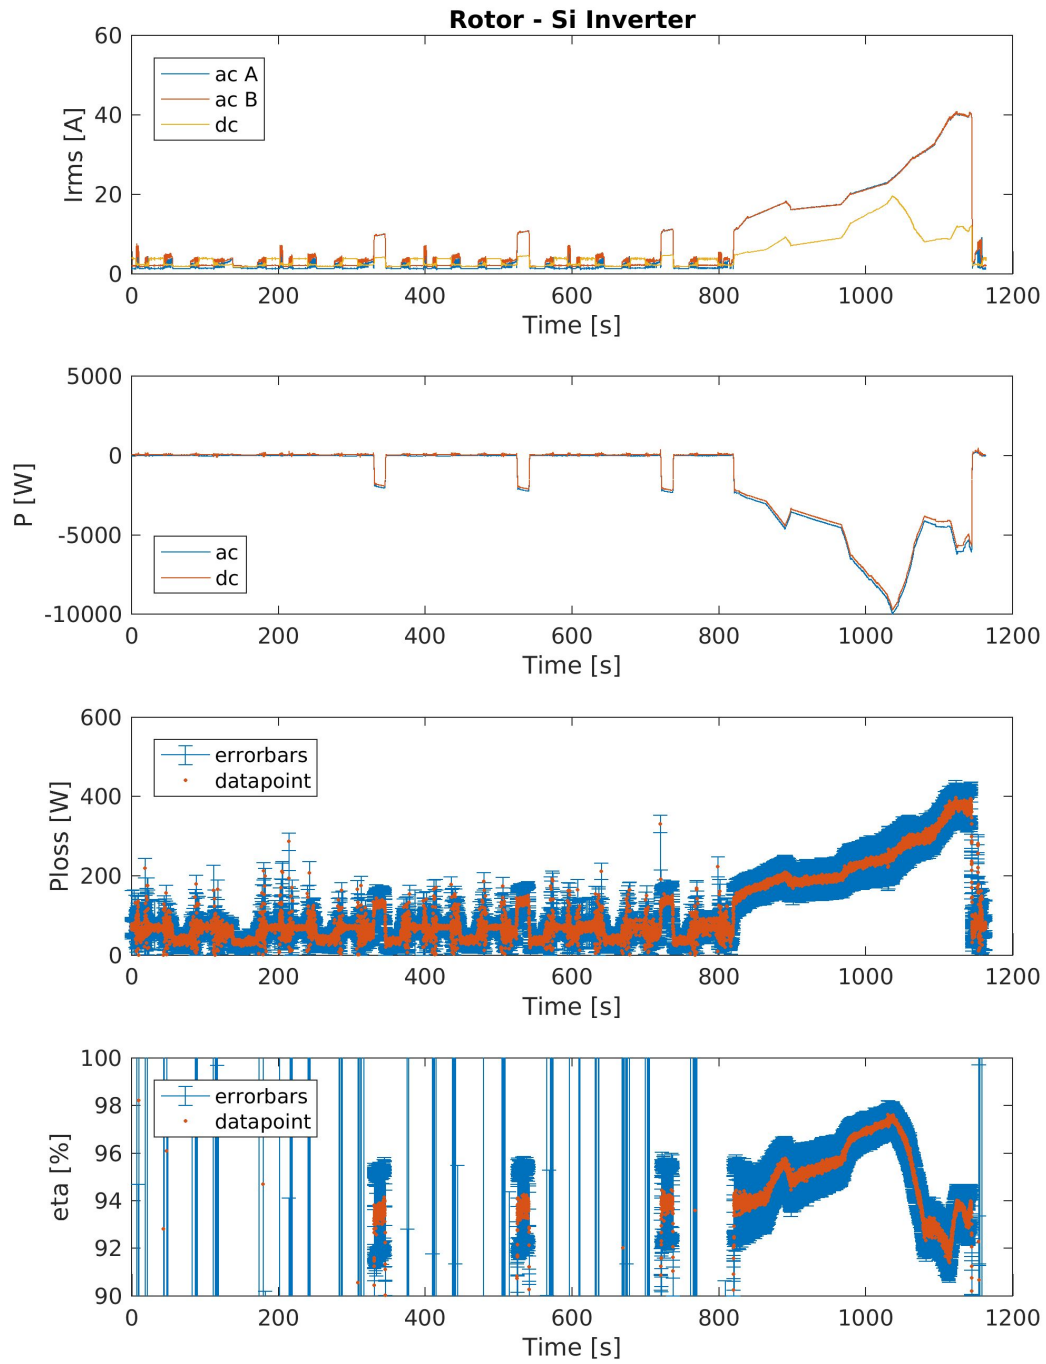 Rotor - Si Inverter
60
40
20
0
Irms [A]
ac A
ac B
dc
0 200 400 600 800 1000 1200
Time [s]
5000
0
-5000
-10000
P [W]
ac
dc
0 200 400 600 800 1000 1200
Time [s]
600
400
200
0
Ploss [W]
errorbars
datapoint
0 200 400 600 800 1000 1200
Time [s]
100
98
96
94
92
90
eta [%]
errorbars
datapoint
0 200 400 600 800 1000 1200
Time [s]